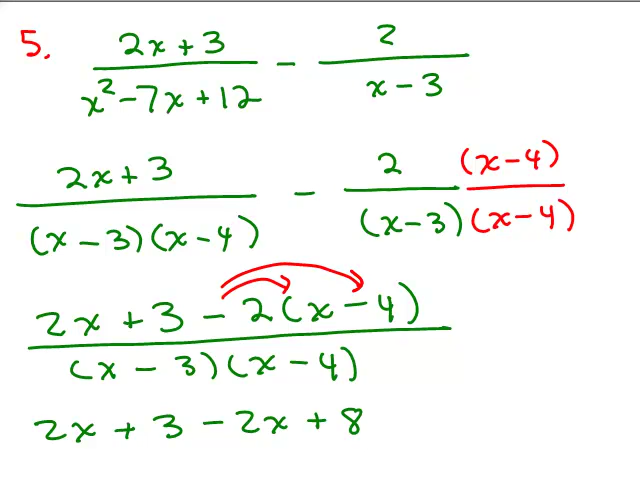 5. (2x + 3)/(x² - 7x + 12) - 2/(x - 3)
(2x + 3)/((x - 3)(x - 4)) - 2/(x - 3) (x - 4)/(x - 4)
(2x + 3 - 2(x - 4))/((x - 3)(x - 4))
2x + 3 - 2x + 8